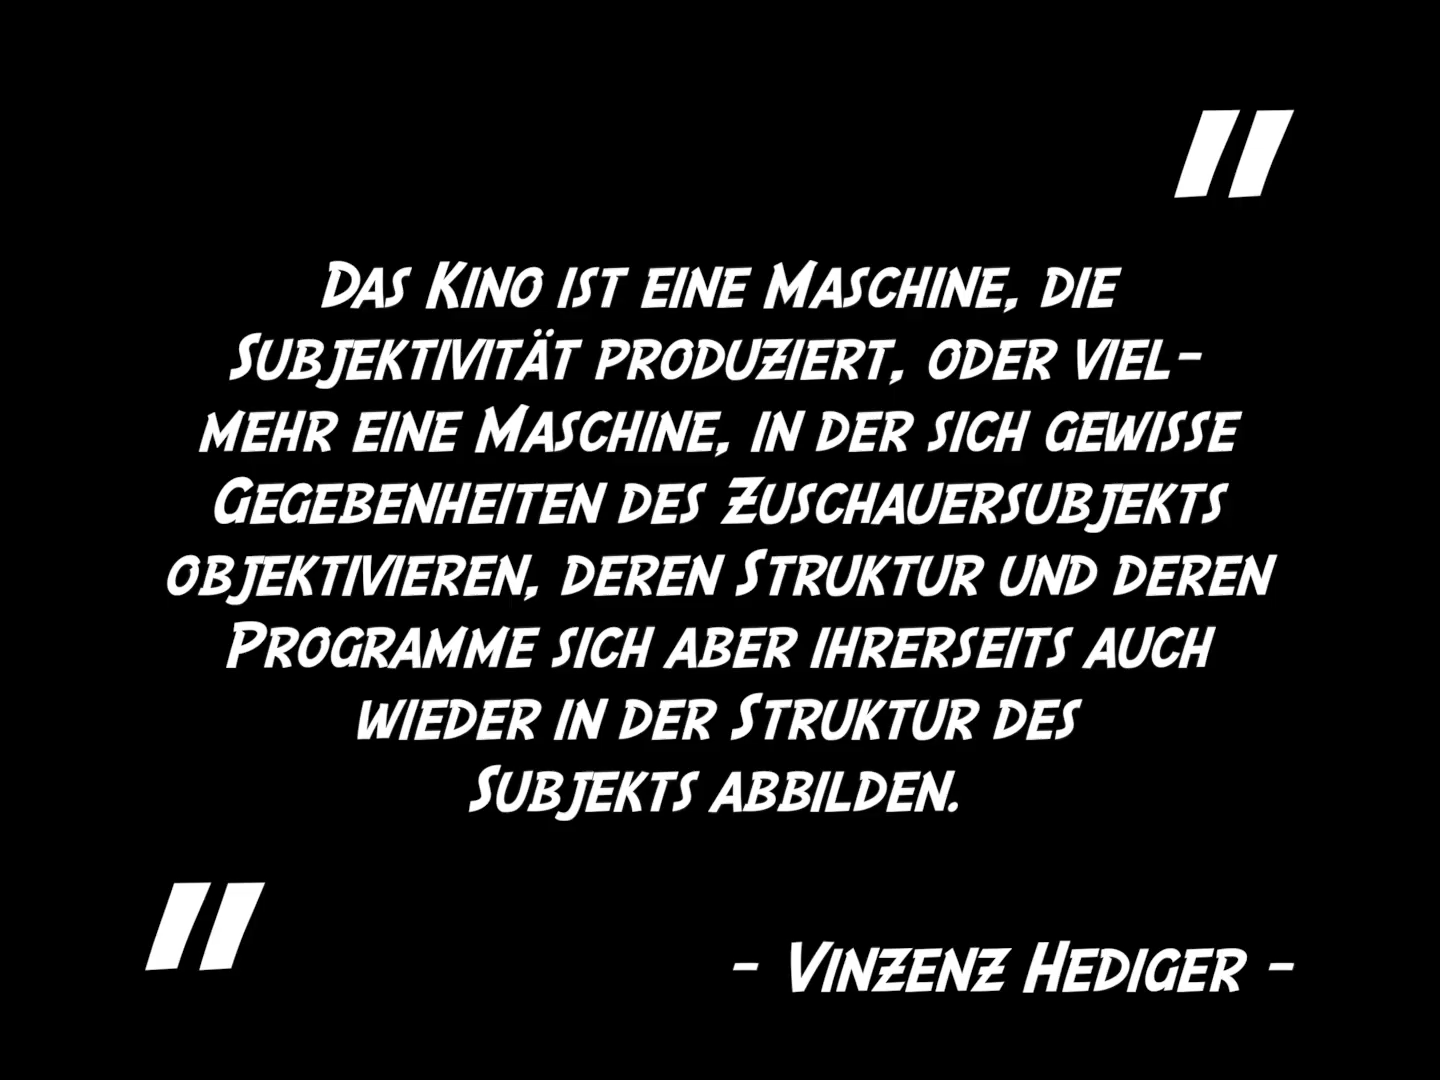 "
Das Kino ist eine Maschine, die
Subjektivität produziert, oder viel-
mehr eine Maschine, in der sich gewisse
Gegebenheiten des Zuschauersubjekts
objektivieren, deren Struktur und deren
Programme sich aber ihrerseits auch
wieder in der Struktur des
Subjekts abbilden.
"
- Vinzenz Hediger -